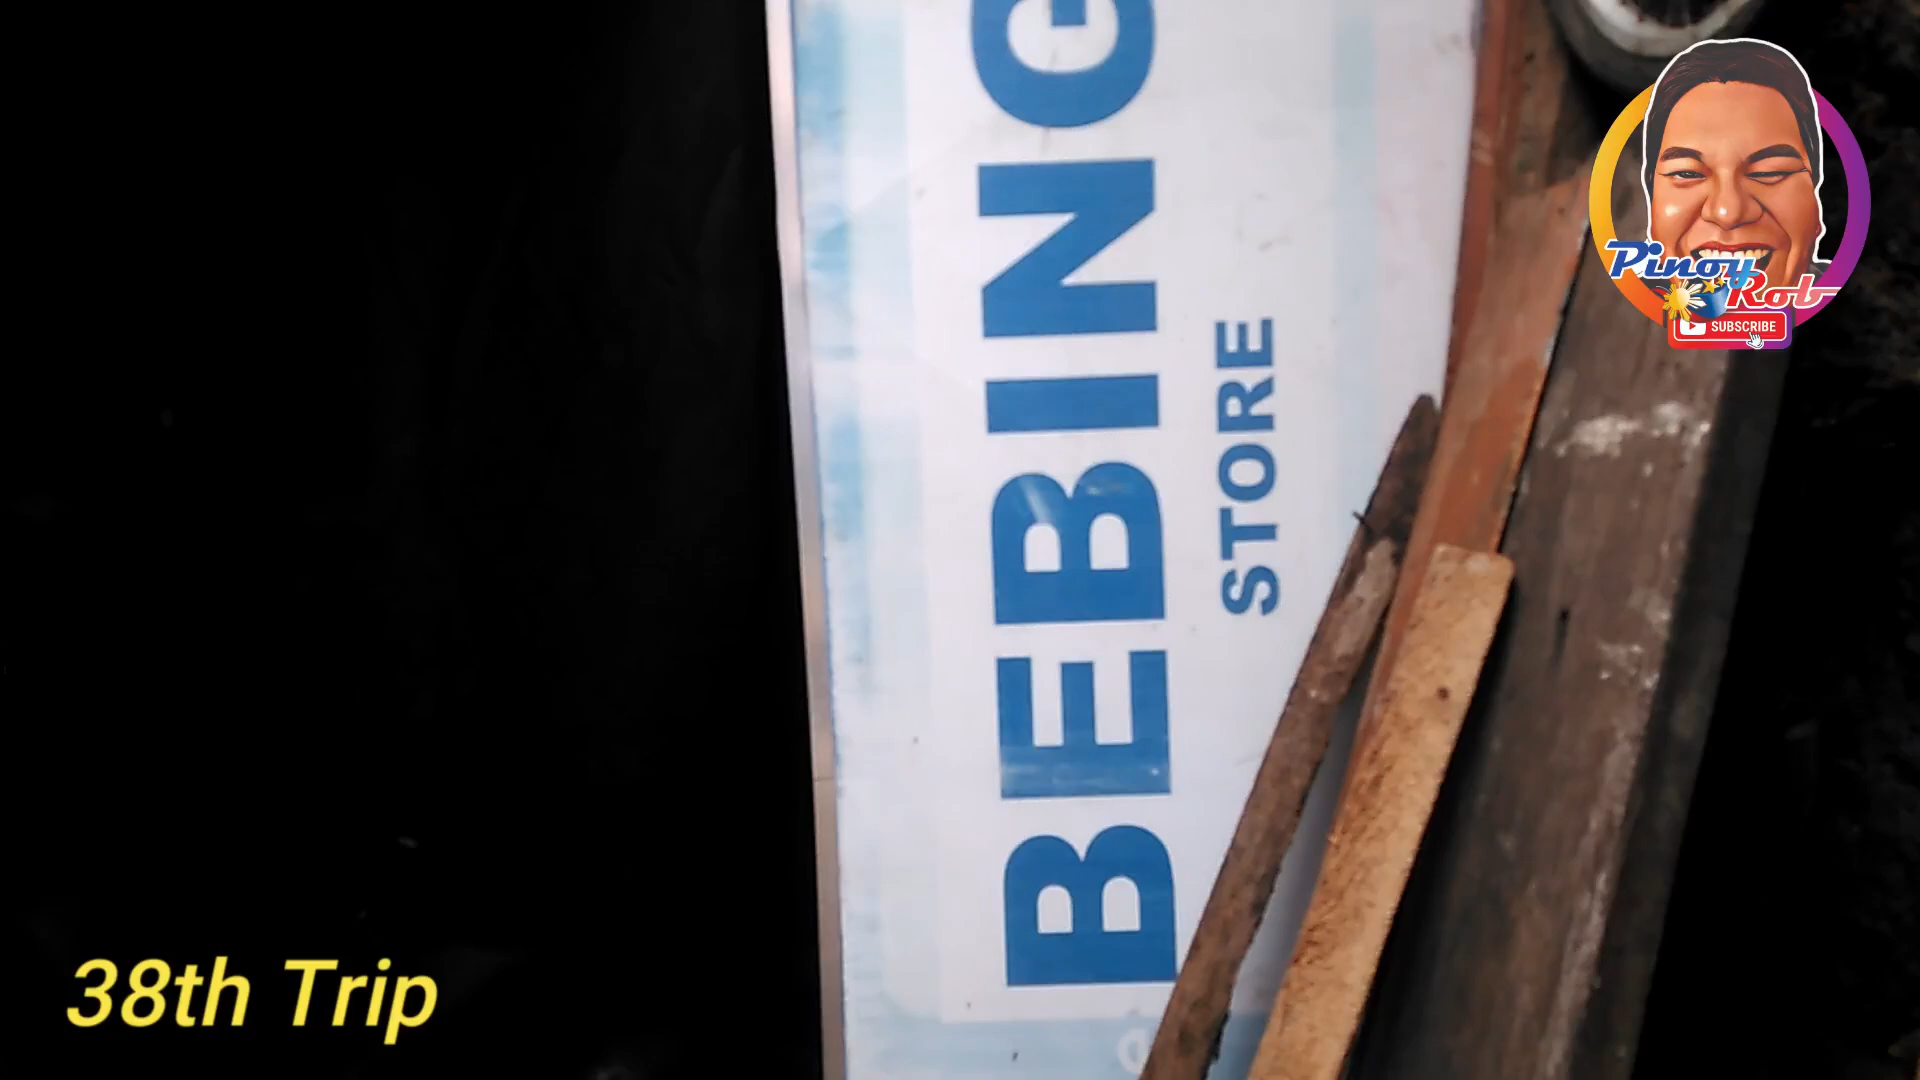 BEBING
STORE
Pinoy
Rob
SUBSCRIBE
38th Trip